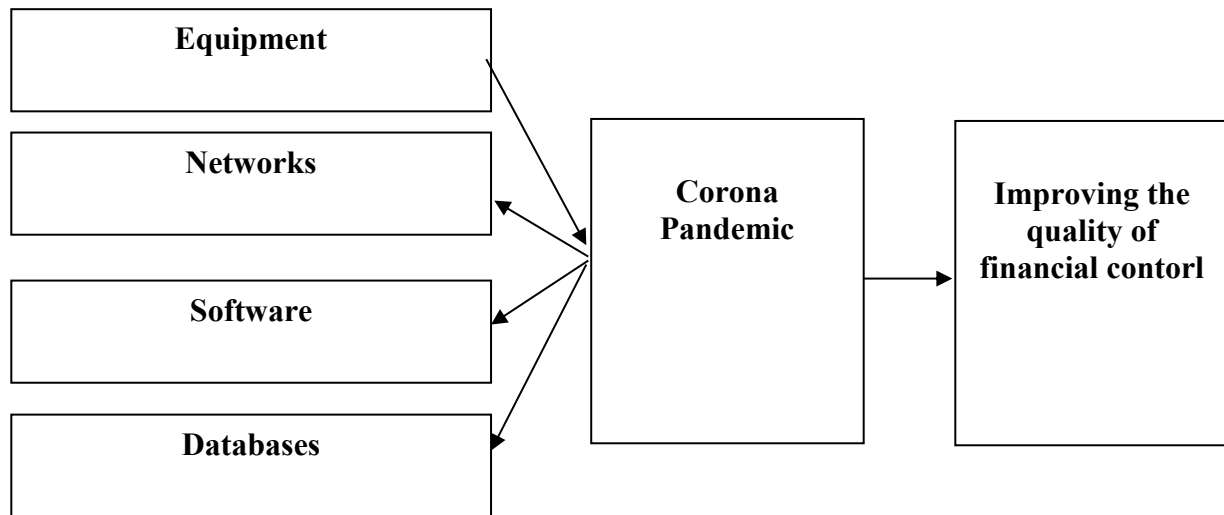 Equipment
Networks
Software
Databases
Corona
Pandemic
Improving the
quality of
financial contorl